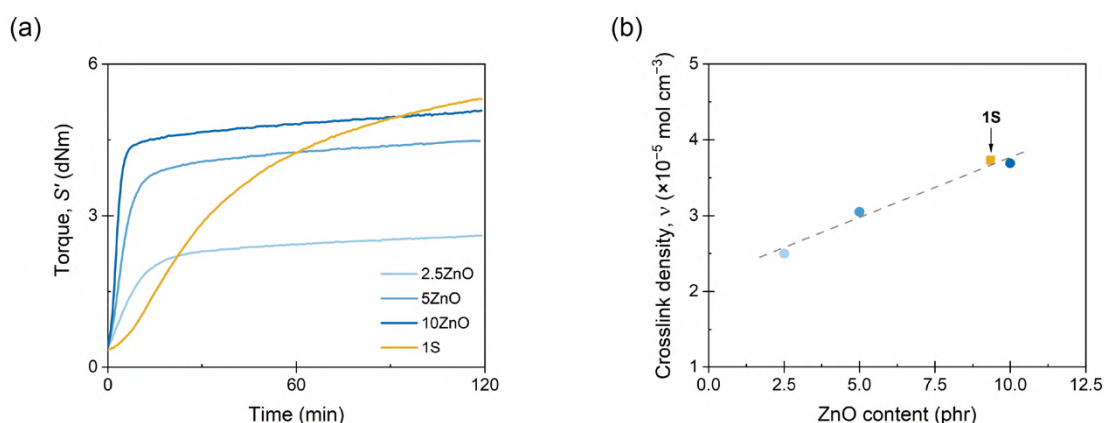 (a)
6
3
0
Torque, S′ (dNm)
2.5ZnO
5ZnO
10ZnO
1S
0
60
120
Time (min)
(b)
5
4
3
2
1
Crosslink density, ν (×10⁻⁵ mol cm⁻³)
1S
0.0
2.5
5.0
7.5
10.0
12.5
ZnO content (phr)